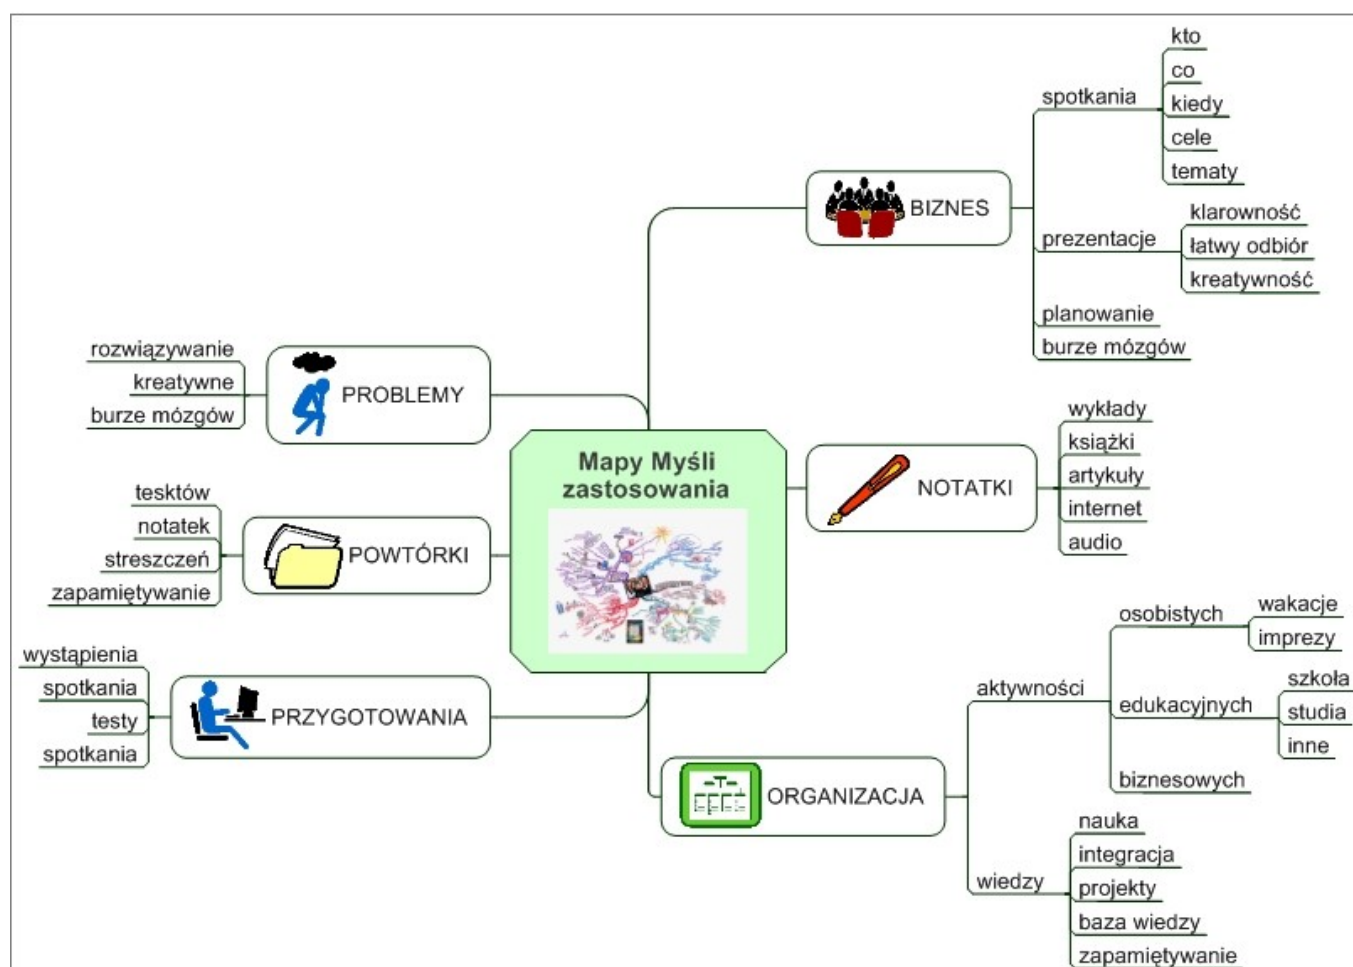 Mapy Myśli
zastosowania
BIZNES
spotkania
kto
co
kiedy
cele
tematy
prezentacje
klarowność
łatwy odbiór
kreatywność
planowanie
burze mózgów
NOTATKI
wykłady
książki
artykuły
internet
audio
ORGANIZACJA
aktywności
osobistych
wakacje
imprezy
edukacyjnych
szkoła
studia
inne
biznesowych
wiedzy
nauka
integracja
projekty
baza wiedzy
zapamiętywanie
PROBLEMY
rozwiązywanie
kreatywne
burze mózgów
POWTÓRKI
tesktów
notatek
streszczeń
zapamiętywanie
PRZYGOTOWANIA
wystąpienia
spotkania
testy
spotkania